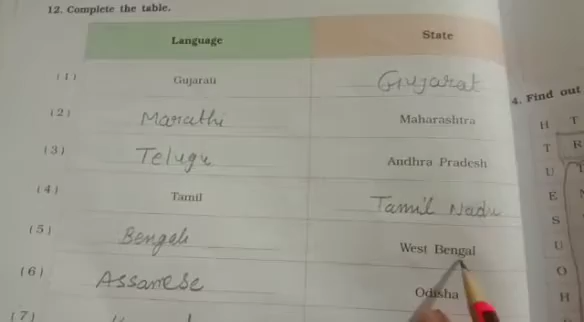 12. Complete the table.
Language State
(1) Gujarati Gujarat
(2) Marathi Maharashtra
(3) Telugu Andhra Pradesh
(4) Tamil Tamil Nadu
(5) Bengali West Bengal
(6) Assamese Odisha
(7)
4. Find out
H T
T R
U
E
S
U
O
H